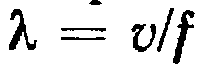 λ = v/f